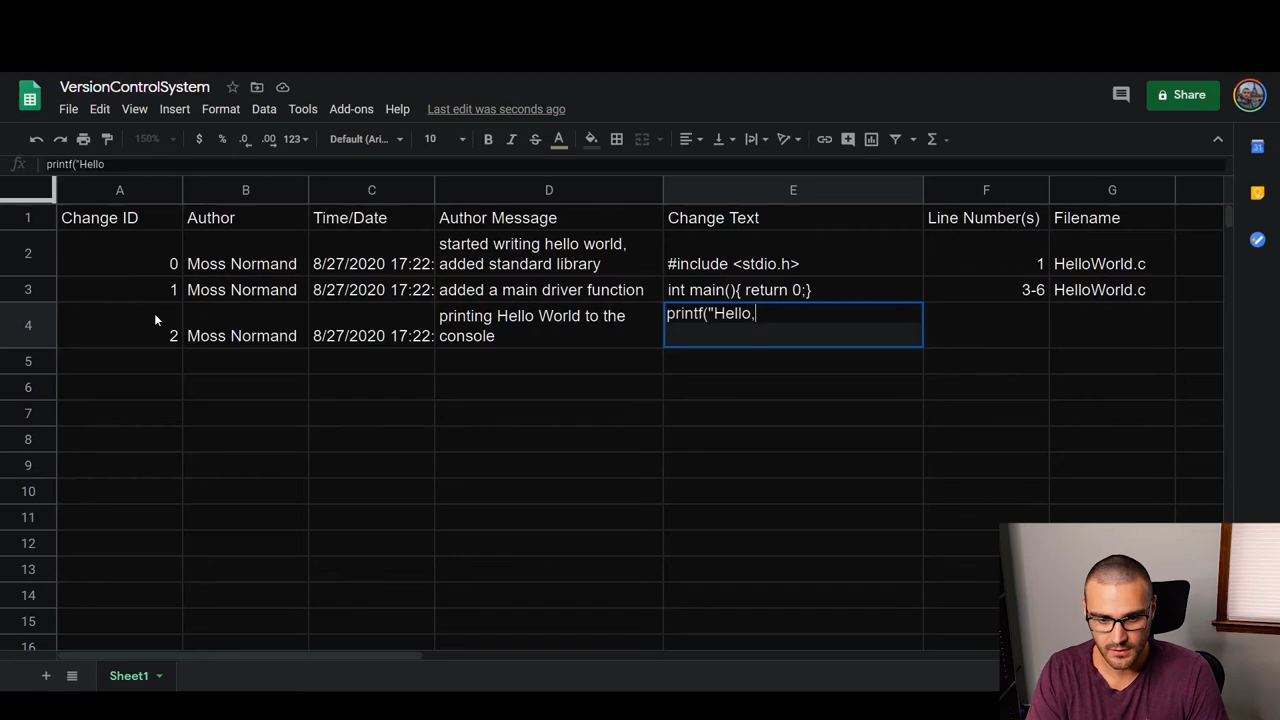 VersionControlSystem
File Edit View Insert Format Data Tools Add-ons Help Last edit was seconds ago
Share
150% $ % .0 .00 123 Default (Ari... 10 B I S A Σ
fx printf("Hello
A B C D E F G
1 Change ID Author Time/Date Author Message Change Text Line Number(s) Filename
started writing hello world,
2 0 Moss Normand 8/27/2020 17:22: added standard library #include <stdio.h> 1 HelloWorld.c
3 1 Moss Normand 8/27/2020 17:22: added a main driver function int main(){ return 0;} 3-6 HelloWorld.c
printing Hello World to the printf("Hello,
4 2 Moss Normand 8/27/2020 17:22: console
5
6
7
8
9
10
11
12
13
14
15
16
+ Sheet1